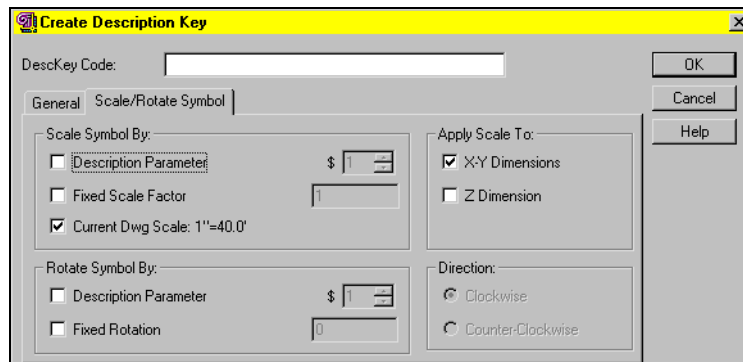 Create Description Key
DescKey Code:
OK
General Scale/Rotate Symbol
Cancel
Scale Symbol By:
Apply Scale To:
Help
Description Parameter $ 1
X-Y Dimensions
Fixed Scale Factor 1
Z Dimension
Current Dwg Scale: 1"=40.0'
Rotate Symbol By:
Direction:
Description Parameter $ 1
Clockwise
Fixed Rotation 0
Counter-Clockwise